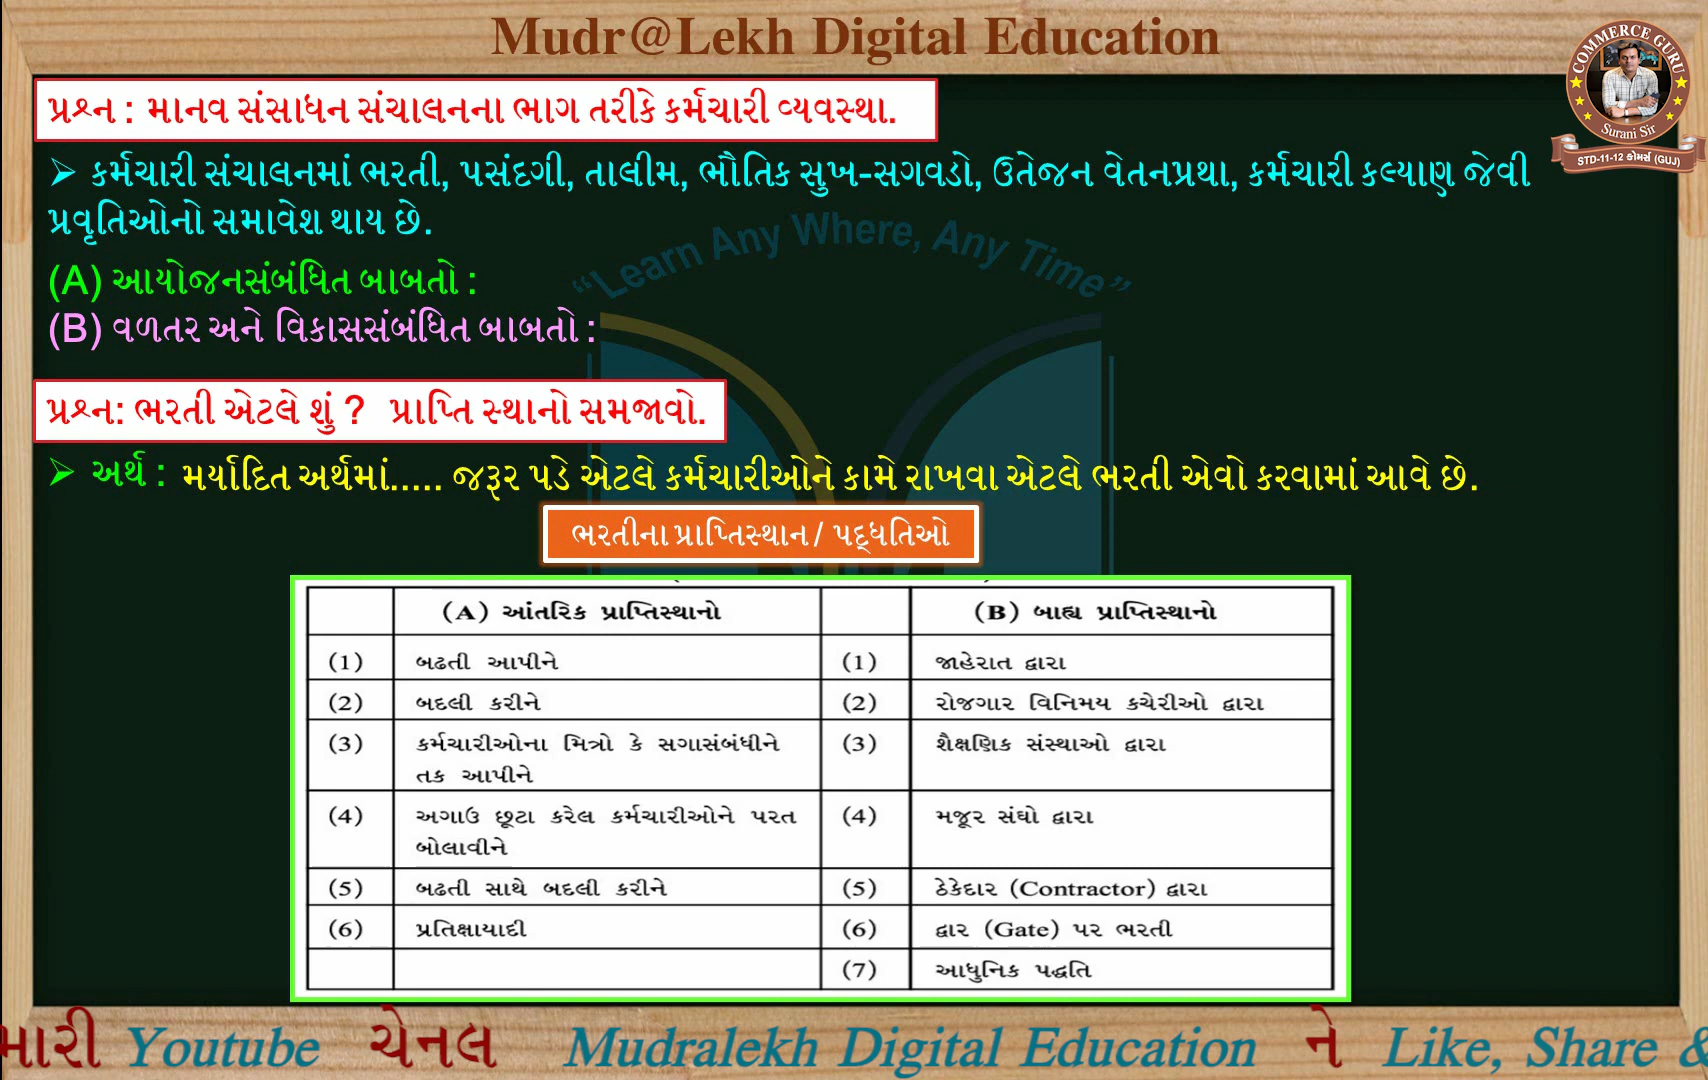 Mudr@Lekh Digital Education
COMMERCE GURU
Surani Sir
STD-11-12 કોમર્સ (GUJ)
પ્રશ્ન : માનવ સંસાધન સંચાલનના ભાગ તરીકે કર્મચારી વ્યવસ્થા.
➢ કર્મચારી સંચાલનમાં ભરતી, પસંદગી, તાલીમ, ભૌતિક સુખ-સગવડો, ઉતેજન વેતનપ્રથા, કર્મચારી કલ્યાણ જેવી
પ્રવૃતિઓનો સમાવેશ થાય છે.
“Learn Any Where, Any Time”
(A) આયોજનસંબંધિત બાબતો :
(B) વળતર અને વિકાસસંબંધિત બાબતો :
પ્રશ્ન: ભરતી એટલે શું ? પ્રાપ્તિ સ્થાનો સમજાવો.
➢ અર્થ : મર્યાદિત અર્થમાં..... જરૂર પડે એટલે કર્મચારીઓને કામે રાખવા એટલે ભરતી એવો કરવામાં આવે છે.
ભરતીના પ્રાપ્તિસ્થાન / પદ્ધતિઓ
(A) આંતરિક પ્રાપ્તિસ્થાનો (B) બાહ્ય પ્રાપ્તિસ્થાનો
(1) બઢતી આપીને (1) જાહેરાત દ્વારા
(2) બદલી કરીને (2) રોજગાર વિનિમય કચેરીઓ દ્વારા
(3) કર્મચારીઓના મિત્રો કે સગાસંબંધીને (3) શૈક્ષણિક સંસ્થાઓ દ્વારા
તક આપીને
(4) અગાઉ છૂટા કરેલ કર્મચારીઓને પરત (4) મજૂર સંઘો દ્વારા
બોલાવીને
(5) બઢતી સાથે બદલી કરીને (5) ઠેકેદાર (Contractor) દ્વારા
(6) પ્રતિક્ષાયાદી (6) દ્વાર (Gate) પર ભરતી
(7) આધુનિક પદ્ધતિ
મારી Youtube ચેનલ Mudralekh Digital Education ને Like, Share &